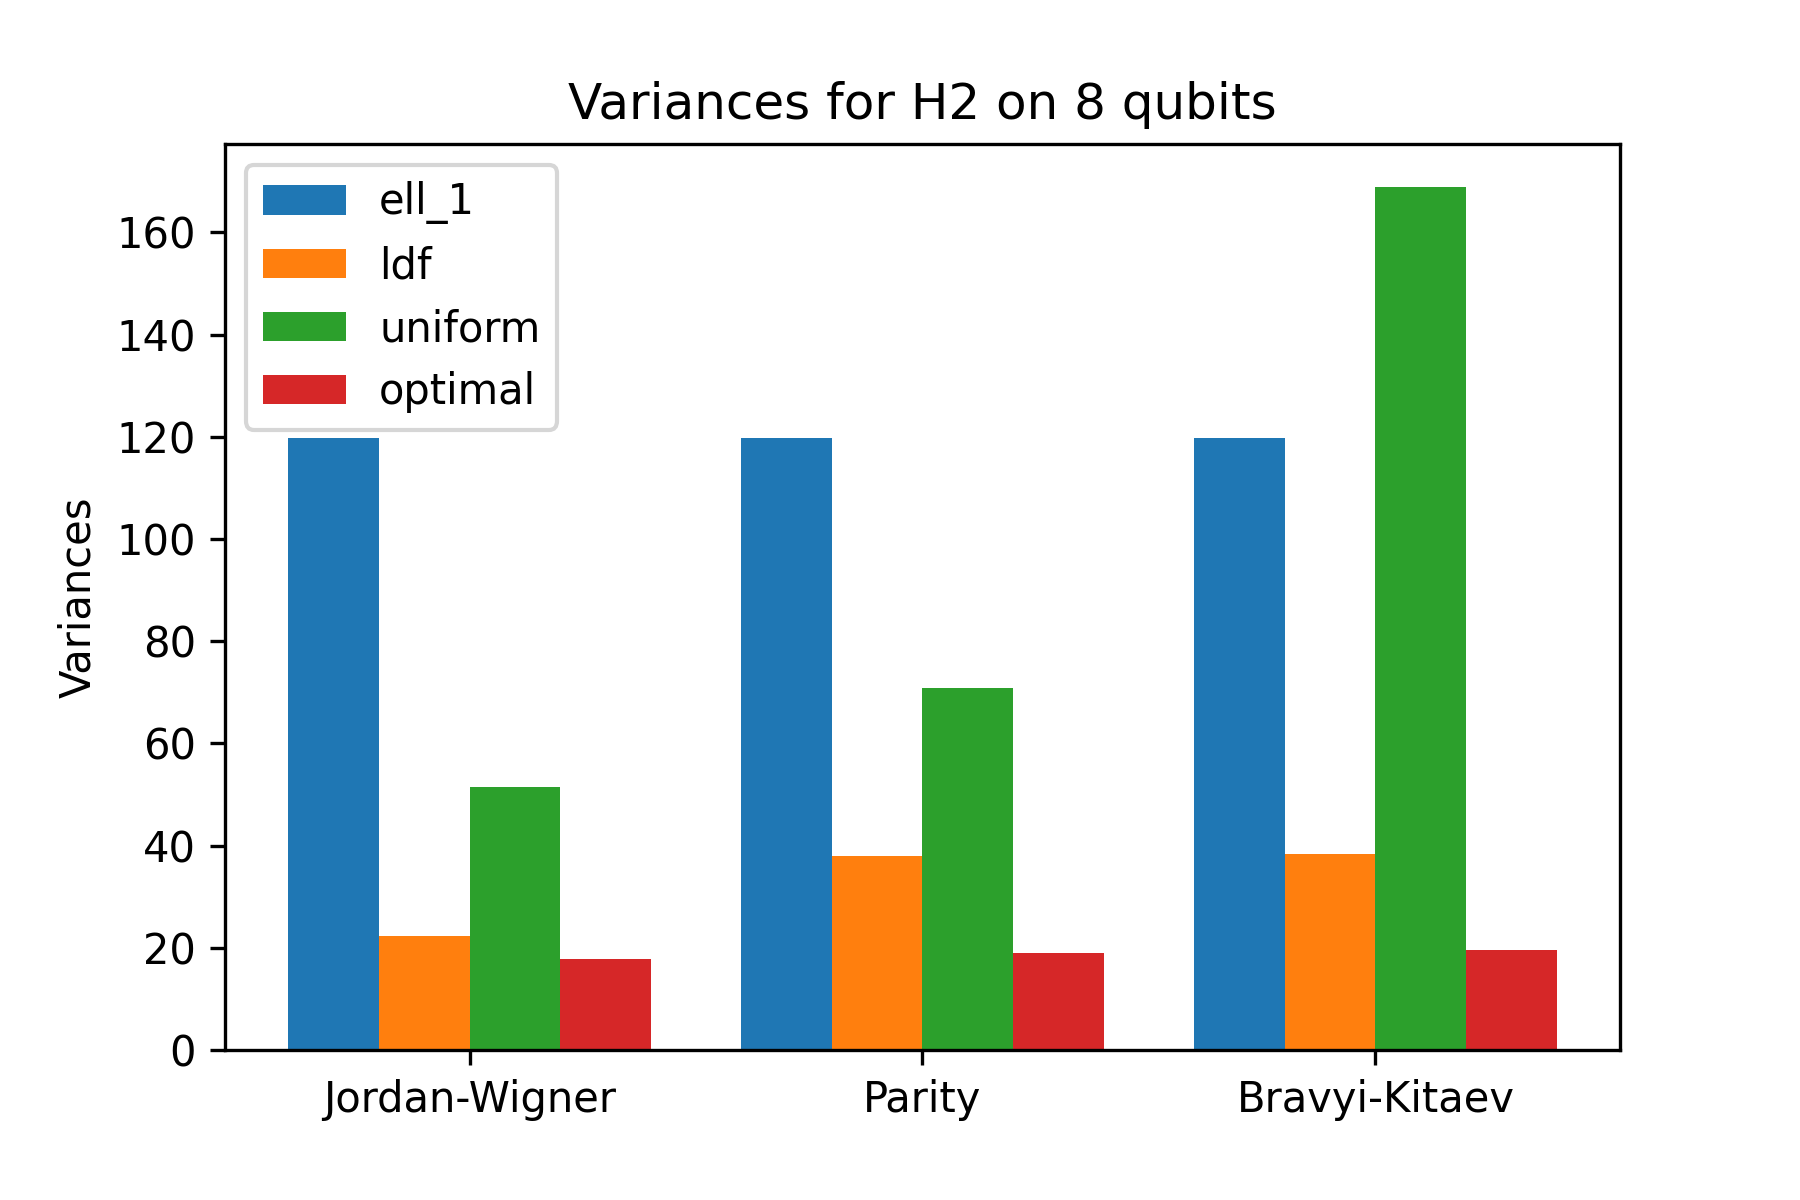 Variances for H2 on 8 qubits
ell_1
ldf
uniform
optimal
Variances
160
140
120
100
80
60
40
20
0
Jordan-Wigner
Parity
Bravyi-Kitaev